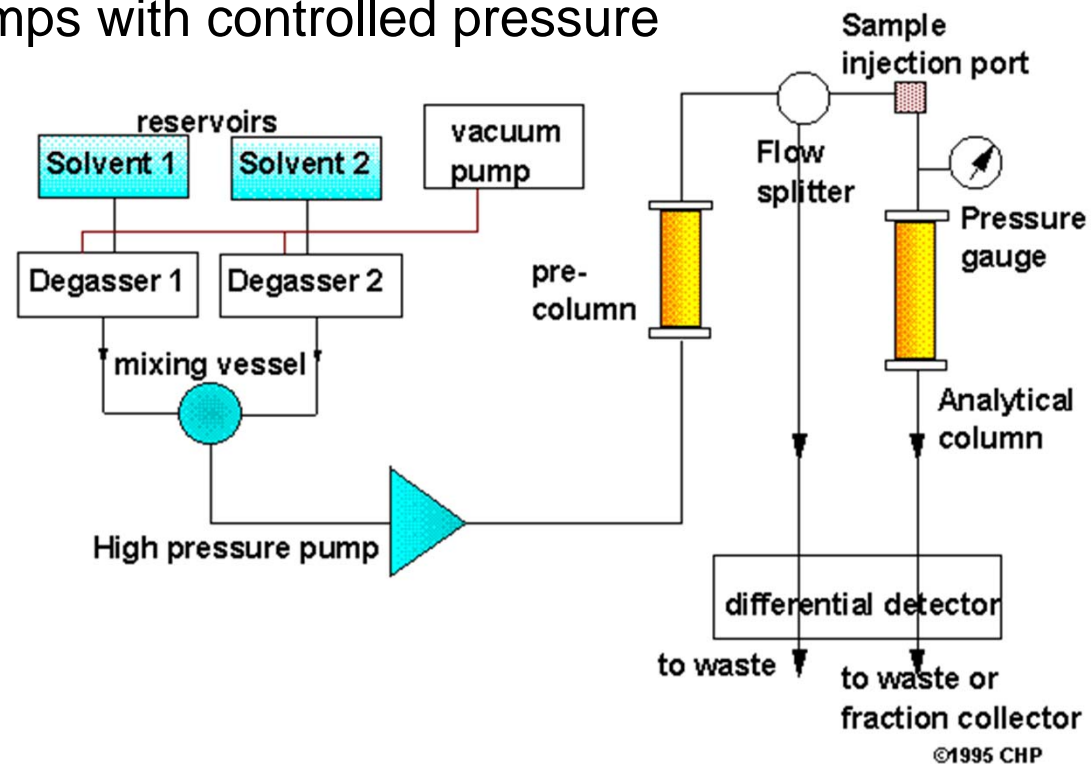 mps with controlled pressure
Sample
injection port
reservoirs
Solvent 1
Solvent 2
vacuum
pump
Flow
splitter
Pressure
gauge
Degasser 1
Degasser 2
pre-
column
mixing vessel
Analytical
column
High pressure pump
differential detector
to waste
to waste or
fraction collector
©1995 CHP